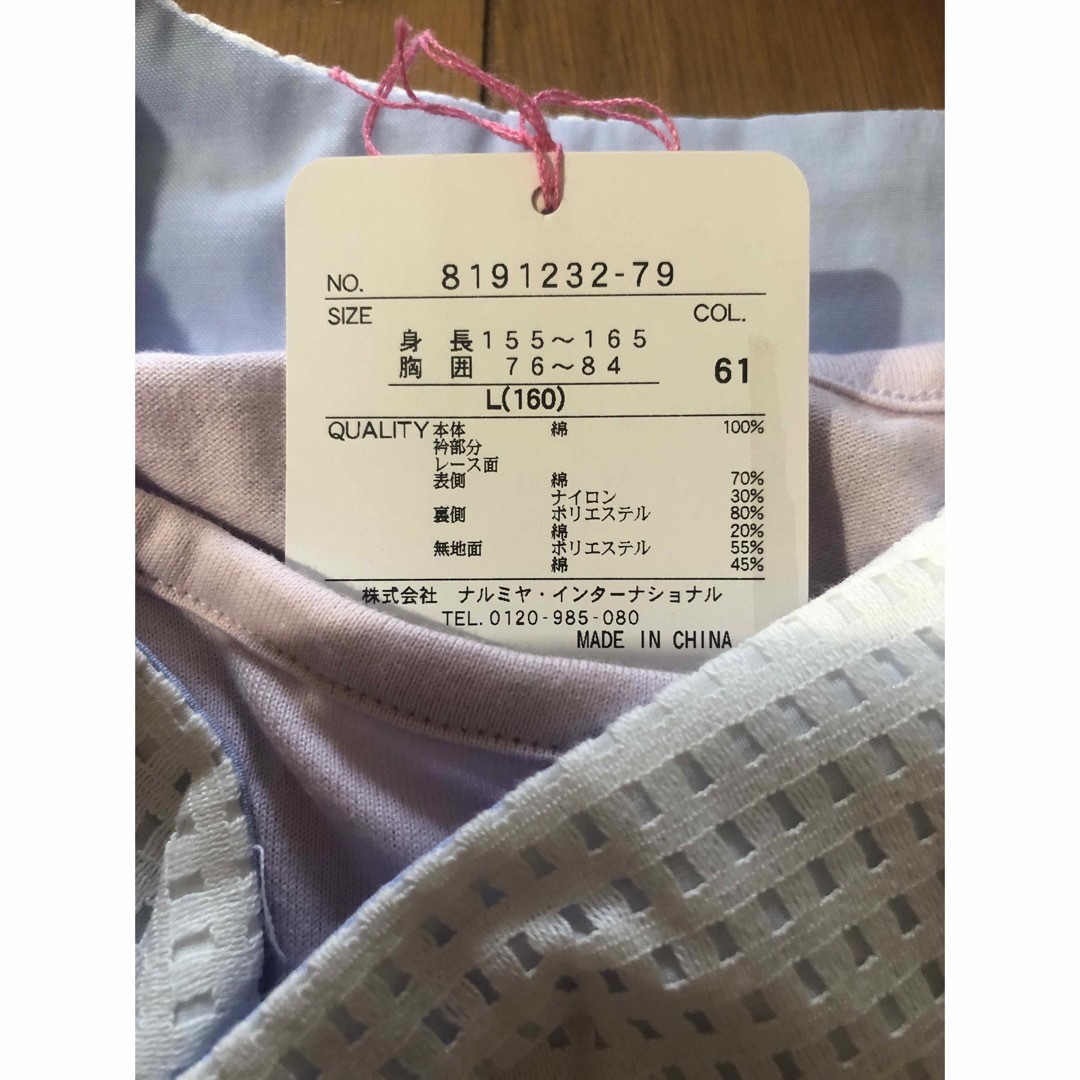 NO. 8191232-79
SIZE COL.
身 長 155～165
胸 囲 76～84 61
L(160)
QUALITY 本体 綿 100%
衿部分
レース面
表側 綿 70%
ナイロン 30%
裏側 ポリエステル 80%
綿 20%
無地面 ポリエステル 55%
綿 45%
株式会社 ナルミヤ・インターナショナル
TEL.0120-985-080
MADE IN CHINA